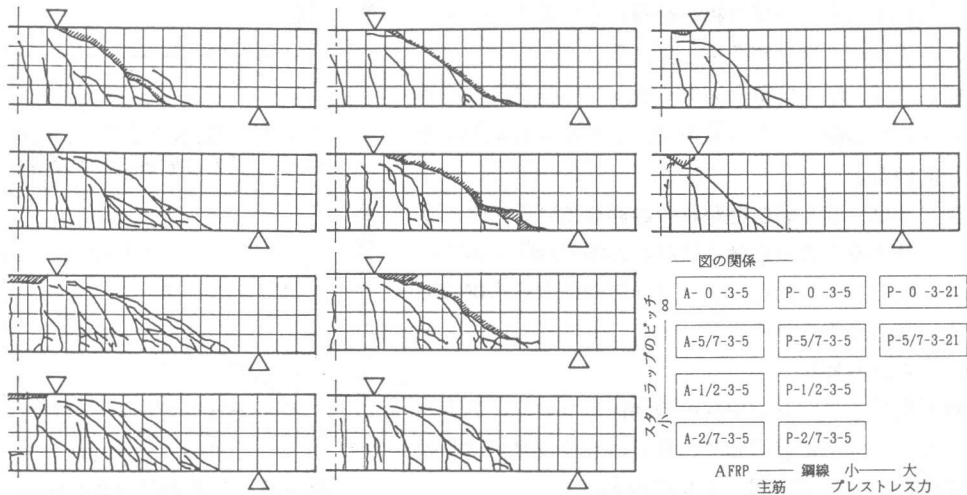 図の関係
A- 0 -3-5 P- 0 -3-5 P- 0 -3-21
A-5/7-3-5 P-5/7-3-5 P-5/7-3-21
A-1/2-3-5 P-1/2-3-5
A-2/7-3-5 P-2/7-3-5
スターラップのピッチ
小 ∞
AFRP 鋼線 小 大
主筋 プレストレス力